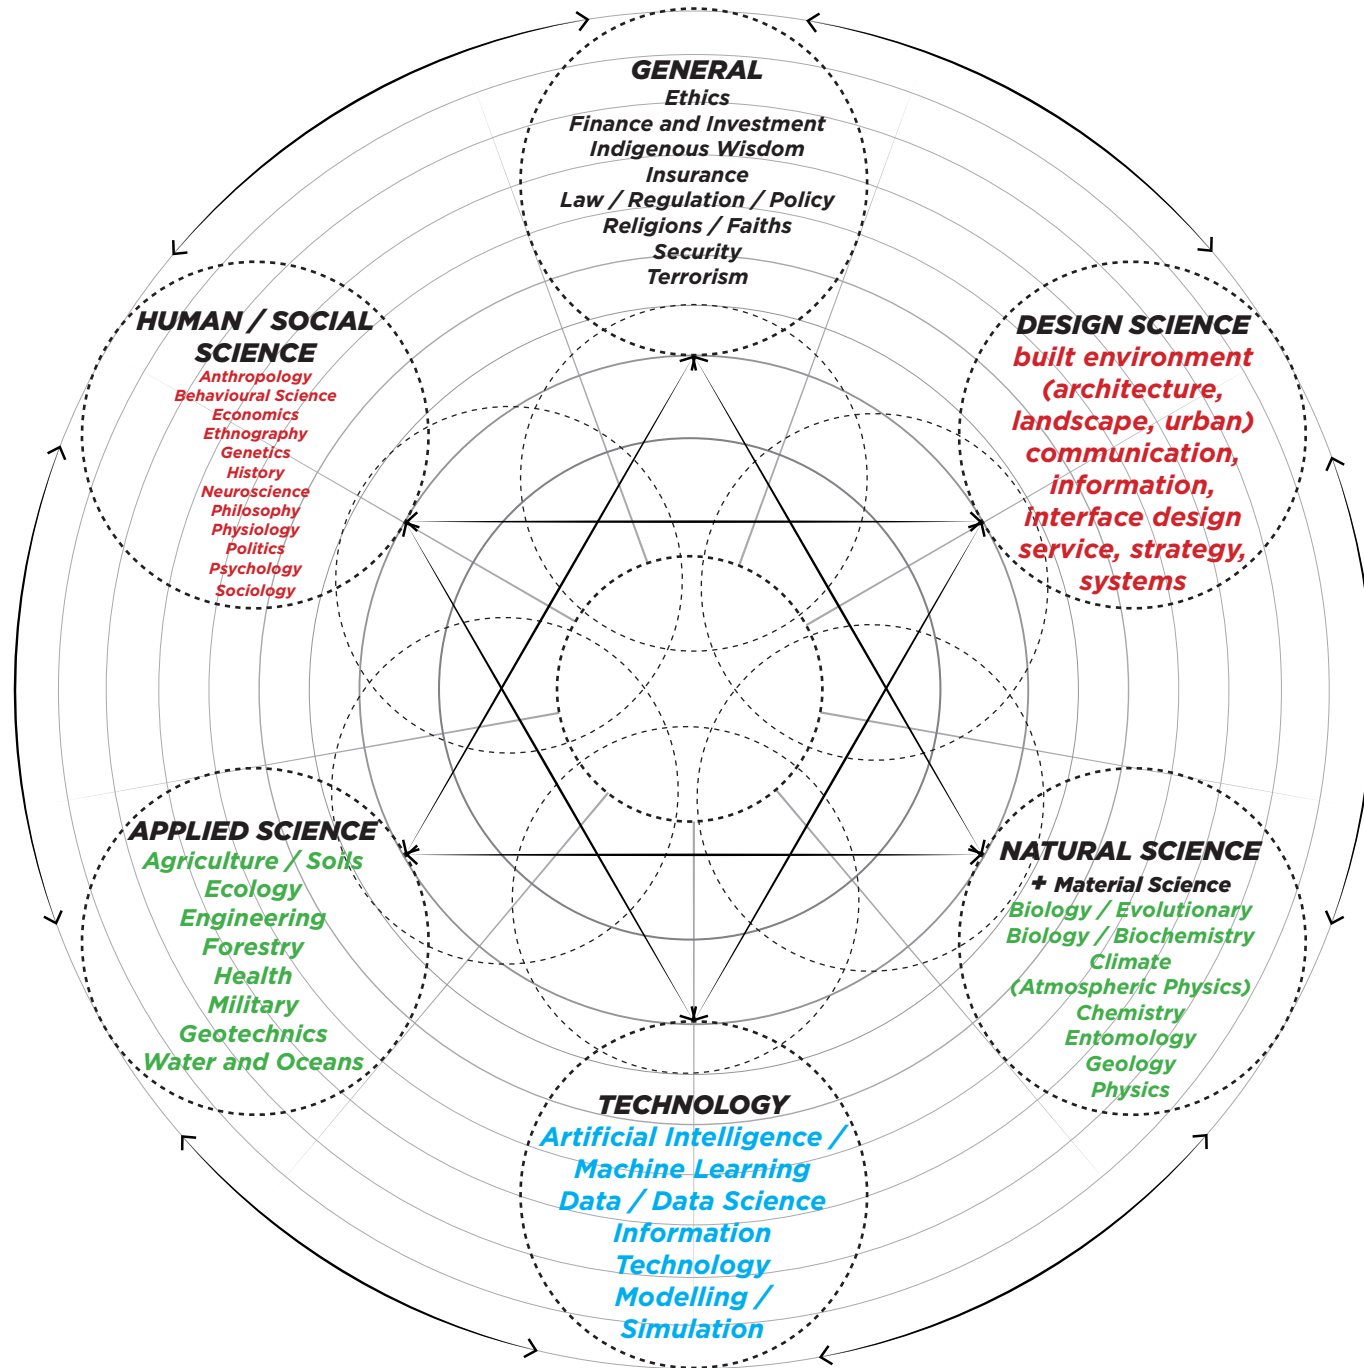 GENERAL
Ethics
Finance and Investment
Indigenous Wisdom
Insurance
Law / Regulation / Policy
Religions / Faiths
Security
Terrorism
HUMAN / SOCIAL
SCIENCE
Anthropology
Behavioural Science
Economics
Ethnography
Genetics
History
Neuroscience
Philosophy
Physiology
Politics
Psychology
Sociology
DESIGN SCIENCE
built environment
(architecture,
landscape, urban)
communication,
information,
interface design
service, strategy,
systems
APPLIED SCIENCE
Agriculture / Soils
Ecology
Engineering
Forestry
Health
Military
Geotechnics
Water and Oceans
NATURAL SCIENCE
+ Material Science
Biology / Evolutionary
Biology / Biochemistry
Climate
(Atmospheric Physics)
Chemistry
Entomology
Geology
Physics
TECHNOLOGY
Artificial Intelligence /
Machine Learning
Data / Data Science
Information
Technology
Modelling /
Simulation